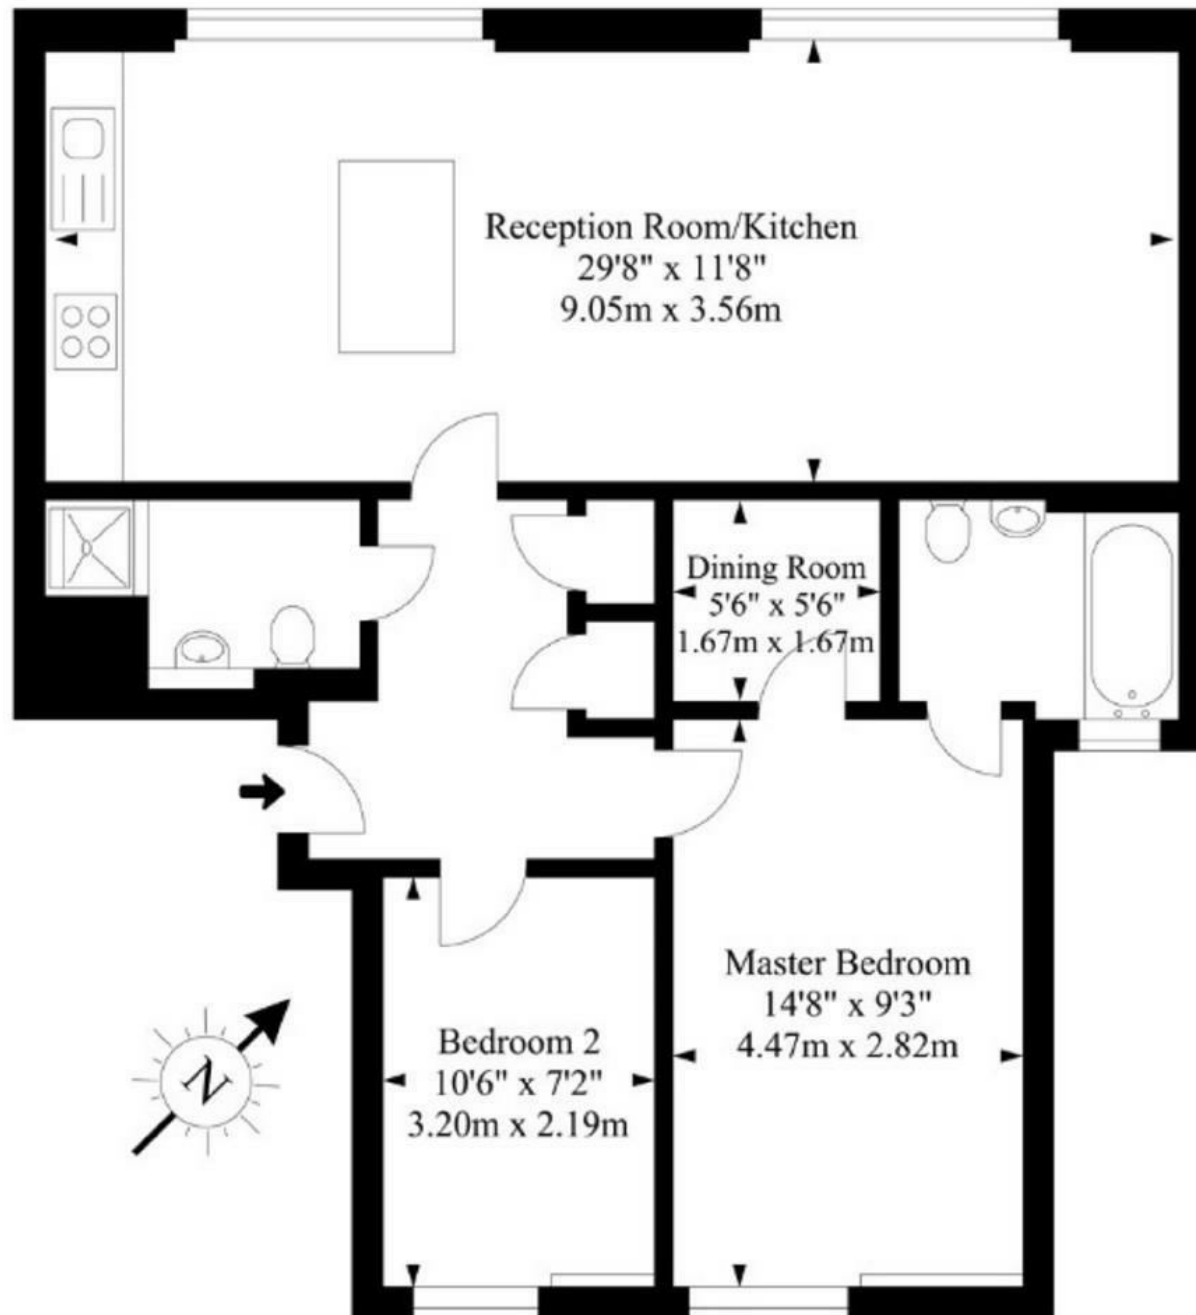 Reception Room/Kitchen
29'8" x 11'8"
9.05m x 3.56m
Dining Room
5'6" x 5'6"
1.67m x 1.67m
Master Bedroom
14'8" x 9'3"
4.47m x 2.82m
Bedroom 2
10'6" x 7'2"
3.20m x 2.19m
N